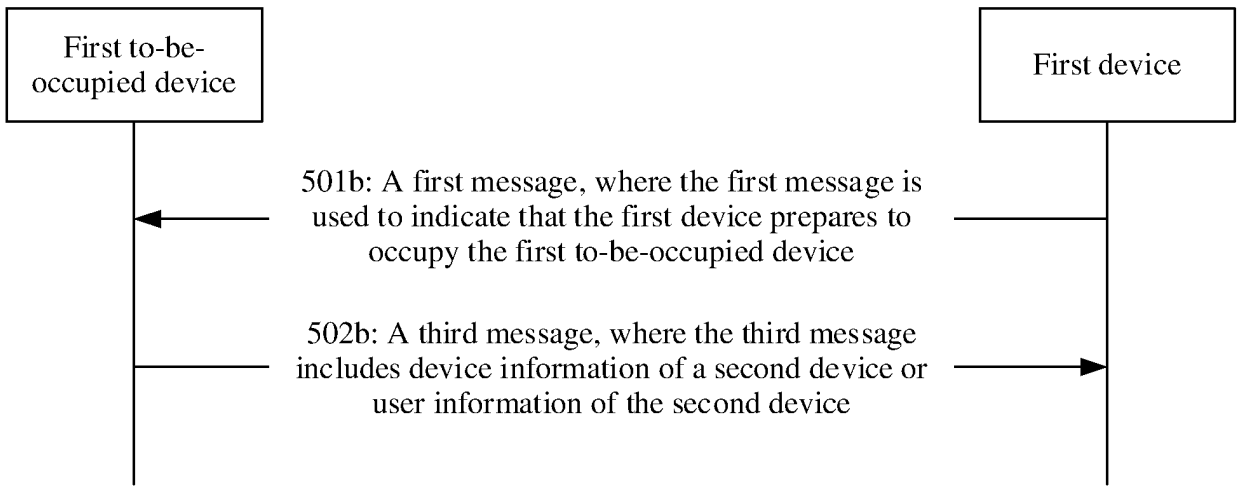 First to-be-
occupied device
First device
501b: A first message, where the first message is
used to indicate that the first device prepares to
occupy the first to-be-occupied device
502b: A third message, where the third message
includes device information of a second device or
user information of the second device